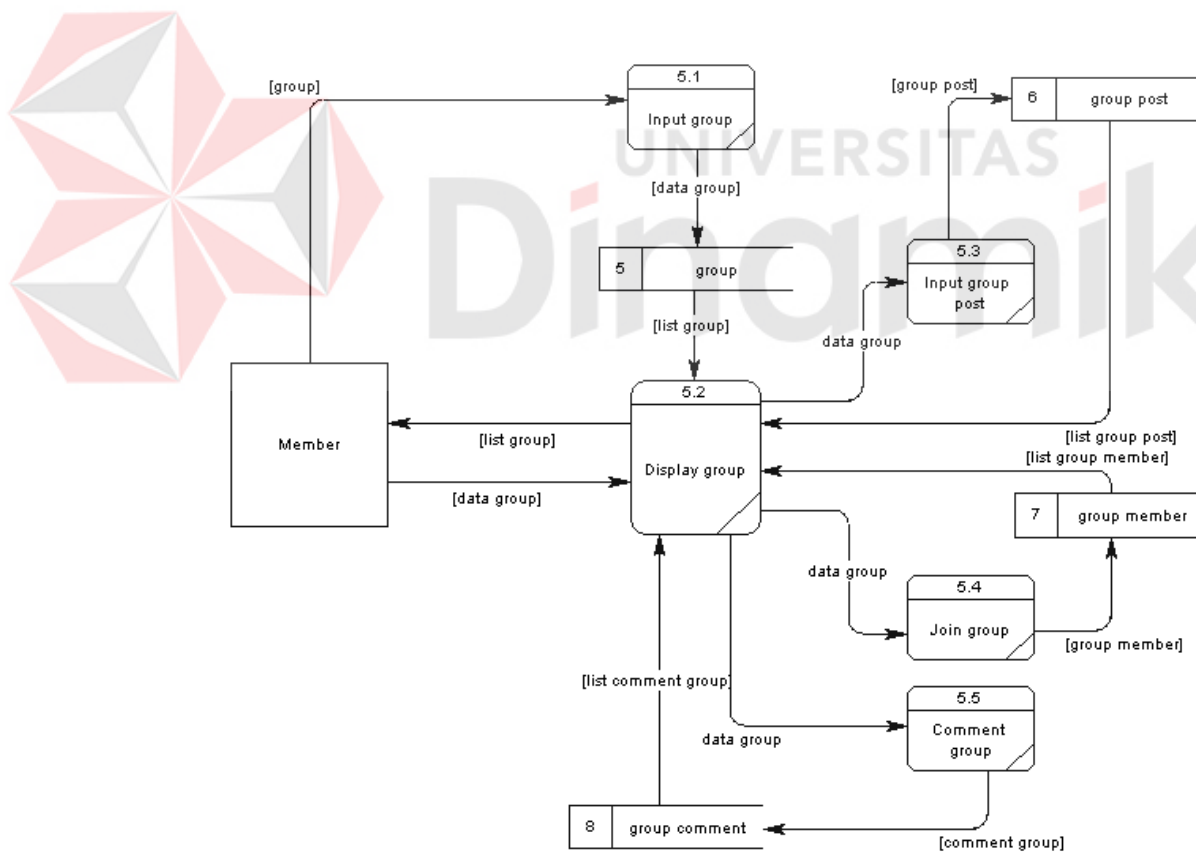 [group]
5.1
Input group
[group post]
6
group post
UNIVERSITAS
Dinamik
[data group]
5
group
5.3
Input group
post
[list group]
data group
5.2
Display group
Member
[list group]
[data group]
[list group post]
[list group member]
7
group member
data group
5.4
Join group
[group member]
[list comment group]
5.5
Comment
group
data group
8
group comment
[comment group]